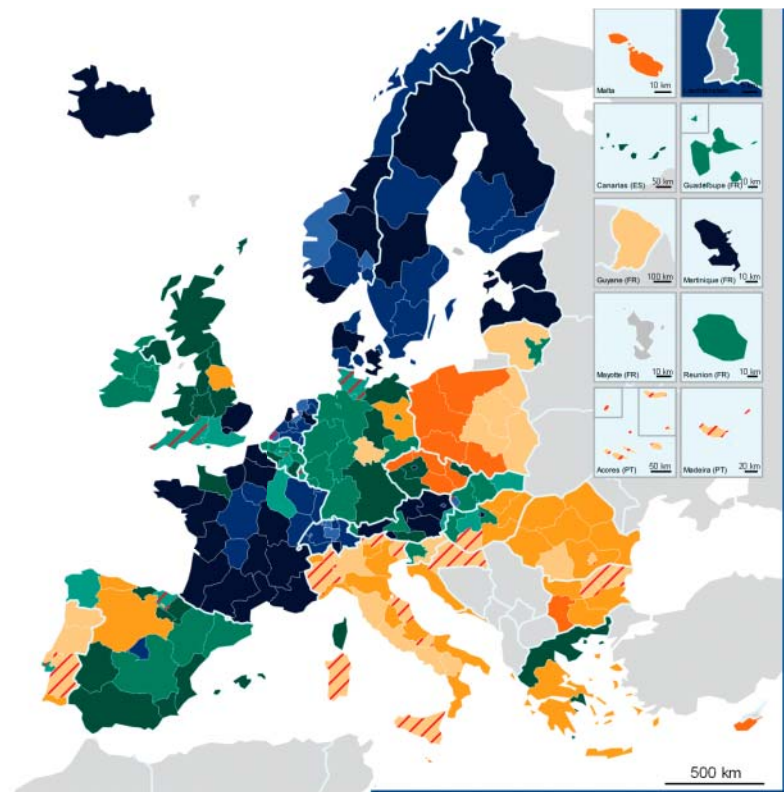 Malta
10 km
Liechtenstein
Canarias (ES)
50 km
Guadeloupe (FR)
10 km
Guyane (FR)
100 km
Martinique (FR)
10 km
Mayotte (FR)
10 km
Reunion (FR)
10 km
Acores (PT)
50 km
Madeira (PT)
20 km
500 km